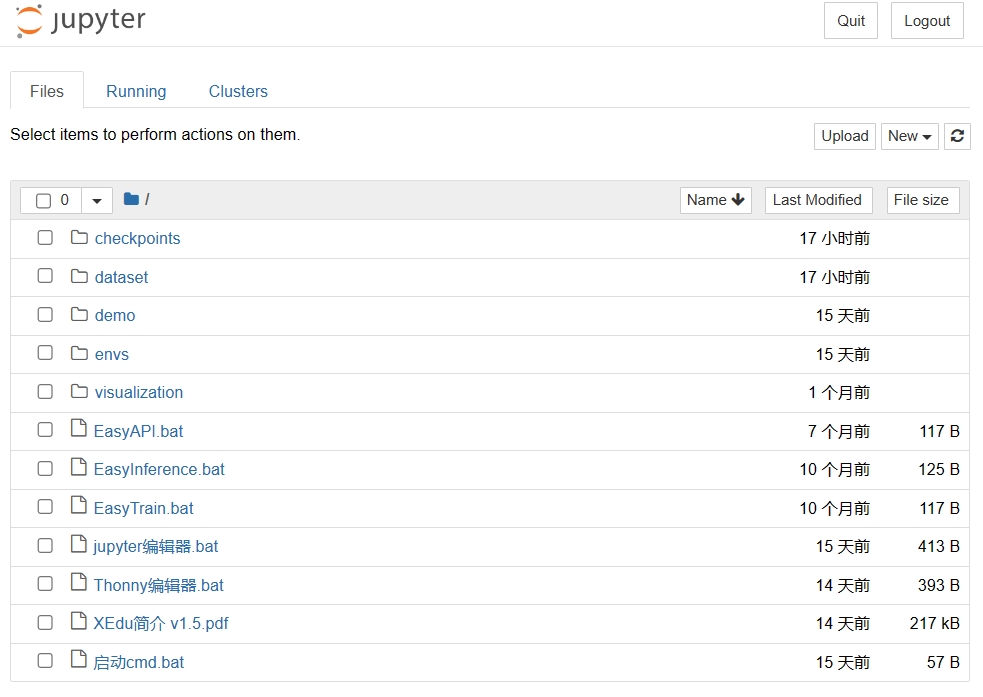 jupyter Quit Logout
Files Running Clusters
Select items to perform actions on them. Upload New
0 / Name Last Modified File size
checkpoints 17 小时前
dataset 17 小时前
demo 15 天前
envs 15 天前
visualization 1 个月前
EasyAPI.bat 7 个月前 117 B
EasyInference.bat 10 个月前 125 B
EasyTrain.bat 10 个月前 117 B
jupyter编辑器.bat 15 天前 413 B
Thonny编辑器.bat 14 天前 393 B
XEdu简介 v1.5.pdf 14 天前 217 kB
启动cmd.bat 15 天前 57 B